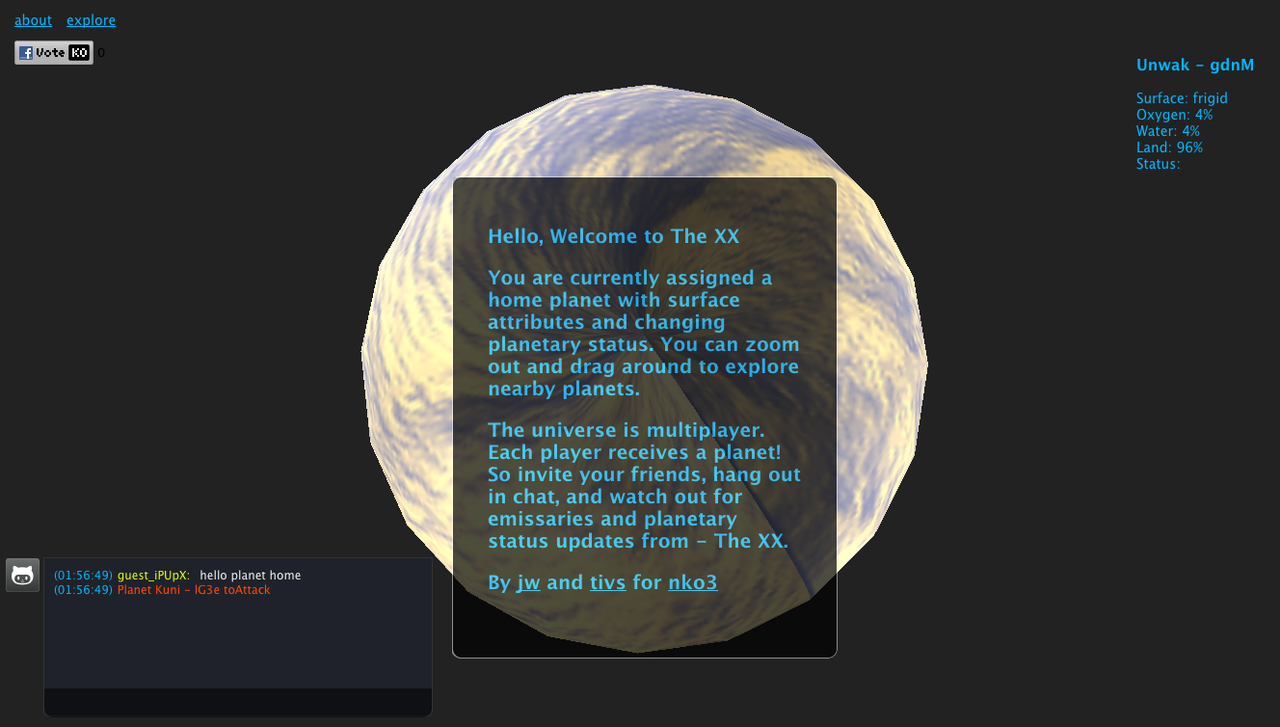 about explore
Vote KO 0
Unwak - gdnM
Surface: frigid
Oxygen: 4%
Water: 4%
Land: 96%
Status:
Hello, Welcome to The XX
You are currently assigned a
home planet with surface
attributes and changing
planetary status. You can zoom
out and drag around to explore
nearby planets.
The universe is multiplayer.
Each player receives a planet!
So invite your friends, hang out
in chat, and watch out for
emissaries and planetary
status updates from - The XX.
By jw and tivs for nko3
(01:56:49) guest_iPUpX: hello planet home
(01:56:49) Planet Kuni - IG3e toAttack